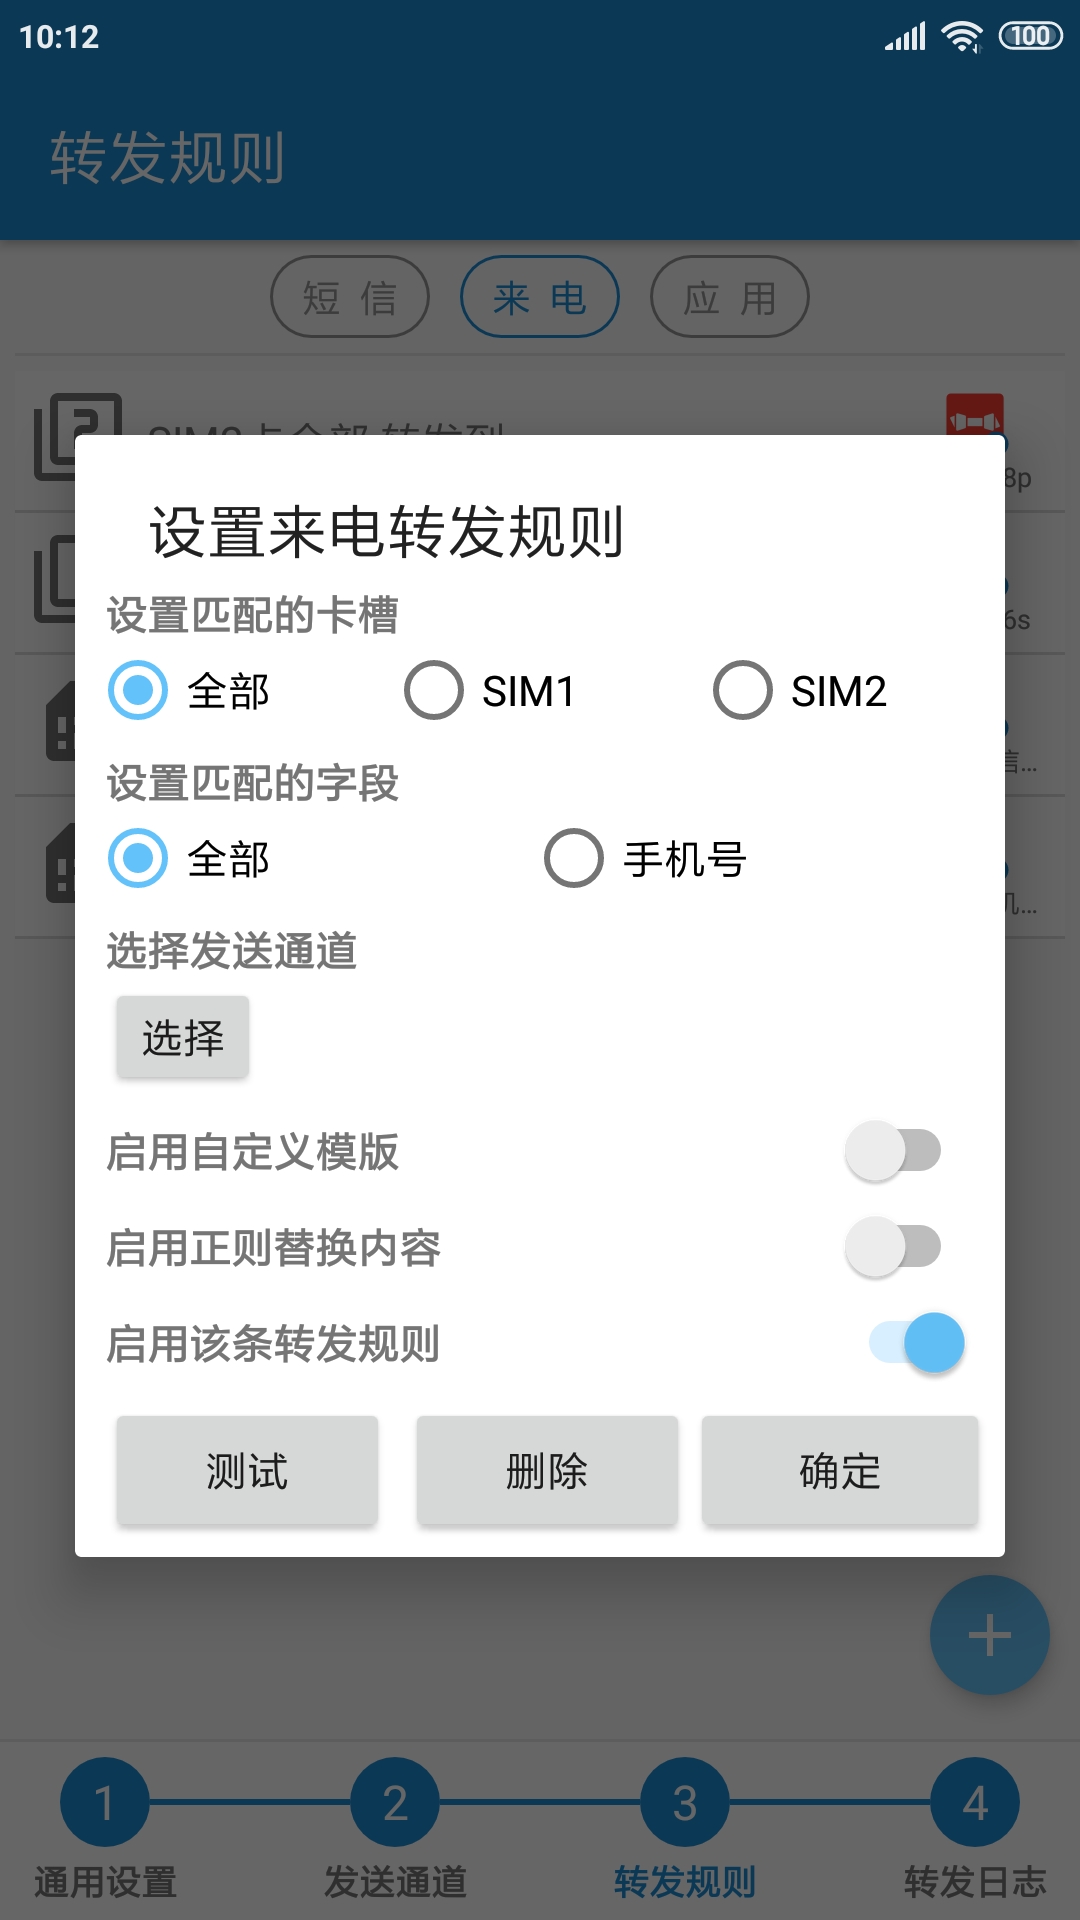 10:12
100
转发规则
短 信
来 电
应 用
8p
6s
信...
机...
设置来电转发规则
设置匹配的卡槽
全部
SIM1
SIM2
设置匹配的字段
全部
手机号
选择发送通道
选择
启用自定义模版
启用正则替换内容
启用该条转发规则
测试
删除
确定
1
2
3
4
通用设置
发送通道
转发规则
转发日志